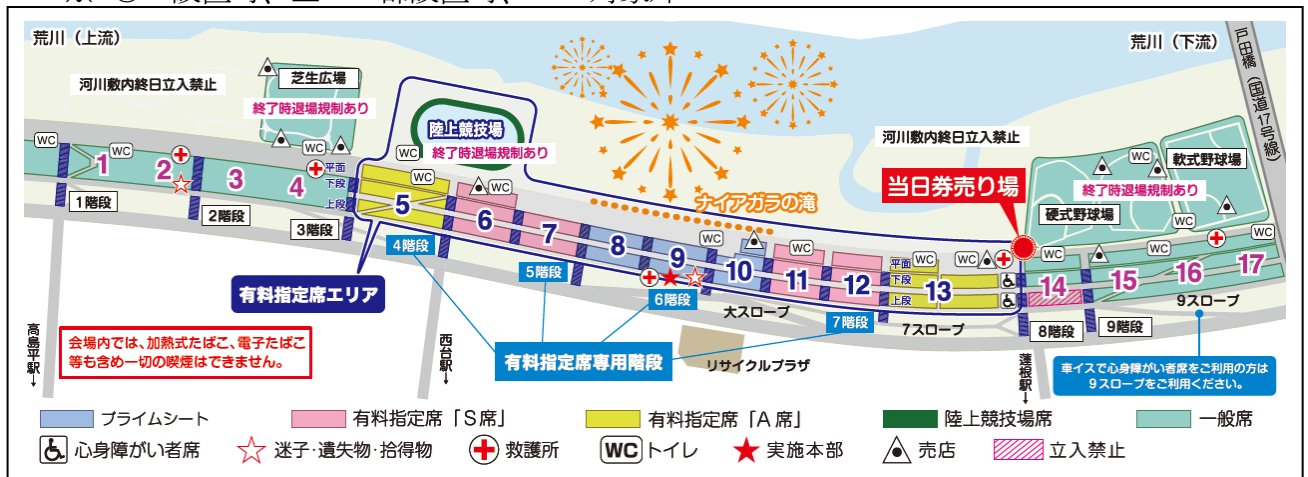 荒川（上流）
荒川（下流）
戸田橋（国道17号線）
河川敷内終日立入禁止
芝生広場
終了時退場規制あり
陸上競技場
終了時退場規制あり
河川敷内終日立入禁止
軟式野球場
終了時退場規制あり
硬式野球場
当日券売り場
ナイアガラの滝
WC
WC
WC
WC
WC
WC
WC
WC
WC
WC
WC
WC
WC
1
2
3
4
平面
下段
上段
5
6
7
8
9
10
11
12
平面
下段
上段
13
14
15
16
17
1階段
2階段
3階段
4階段
5階段
6階段
大スロープ
7階段
7スロープ
8階段
9階段
9スロープ
有料指定席エリア
有料指定席専用階段
リサイクルプラザ
高島平駅→
西台駅→
蓮根駅→
会場内では、加熱式たばこ、電子たばこ
等も含め一切の喫煙はできません。
車イスで心身障がい者席をご利用の方は
9スロープをご利用ください。
プライムシート
有料指定席「S席」
有料指定席「A席」
陸上競技場席
一般席
心身障がい者席
迷子・遺失物・拾得物
救護所
WC トイレ
実施本部
売店
立入禁止